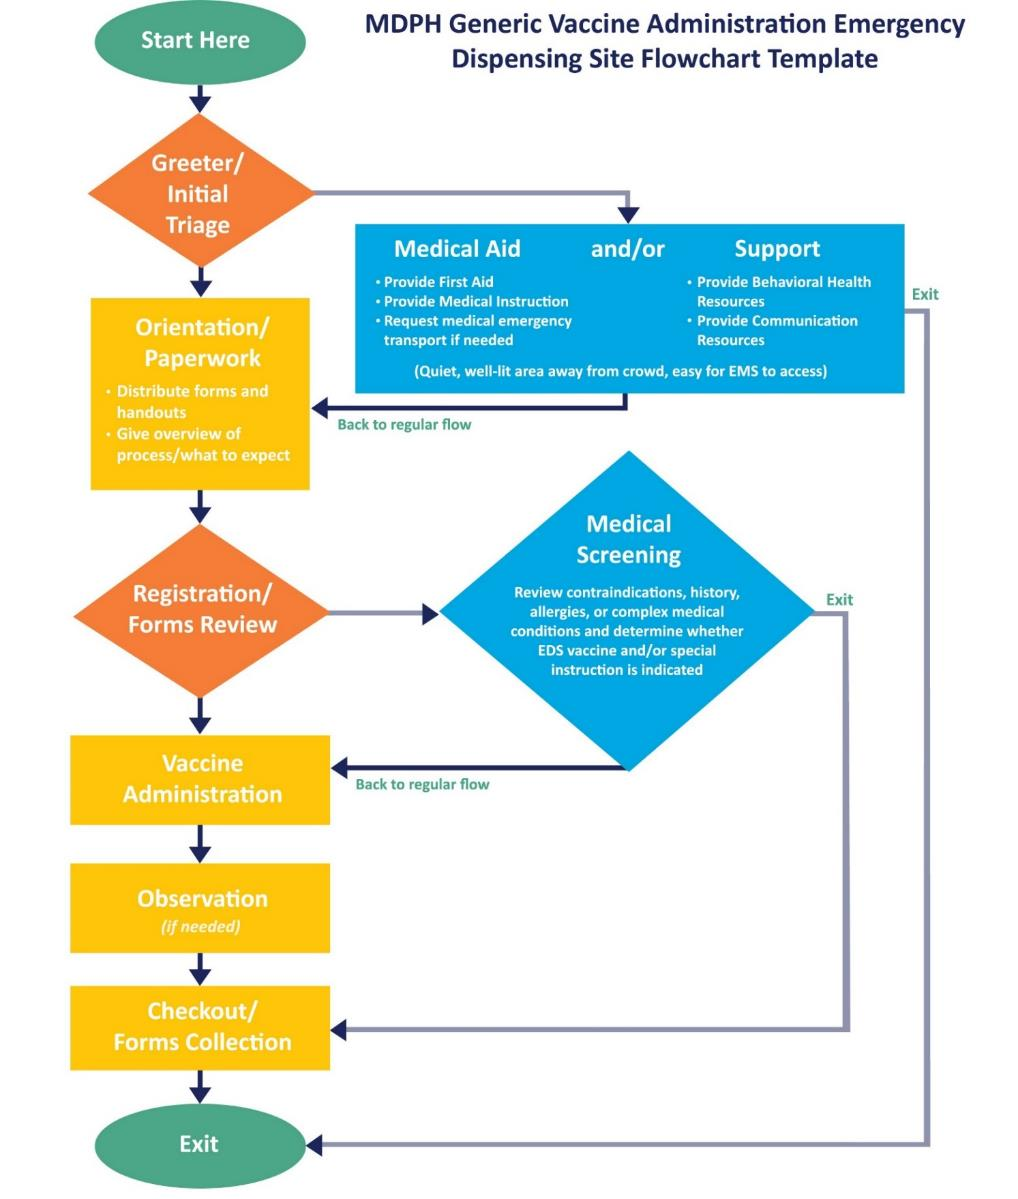 MDPH Generic Vaccine Administration Emergency
Dispensing Site Flowchart Template
Start Here
Greeter/
Initial
Triage
Medical Aid
• Provide First Aid
• Provide Medical Instruction
• Request medical emergency
transport if needed
and/or
Support
• Provide Behavioral Health
Resources
• Provide Communication
Resources
(Quiet, well-lit area away from crowd, easy for EMS to access)
Exit
Back to regular flow
Orientation/
Paperwork
• Distribute forms and
handouts
• Give overview of
process/what to expect
Registration/
Forms Review
Medical
Screening
Review contraindications, history,
allergies, or complex medical
conditions and determine whether
EDS vaccine and/or special
instruction is indicated
Exit
Back to regular flow
Vaccine
Administration
Observation
(if needed)
Checkout/
Forms Collection
Exit